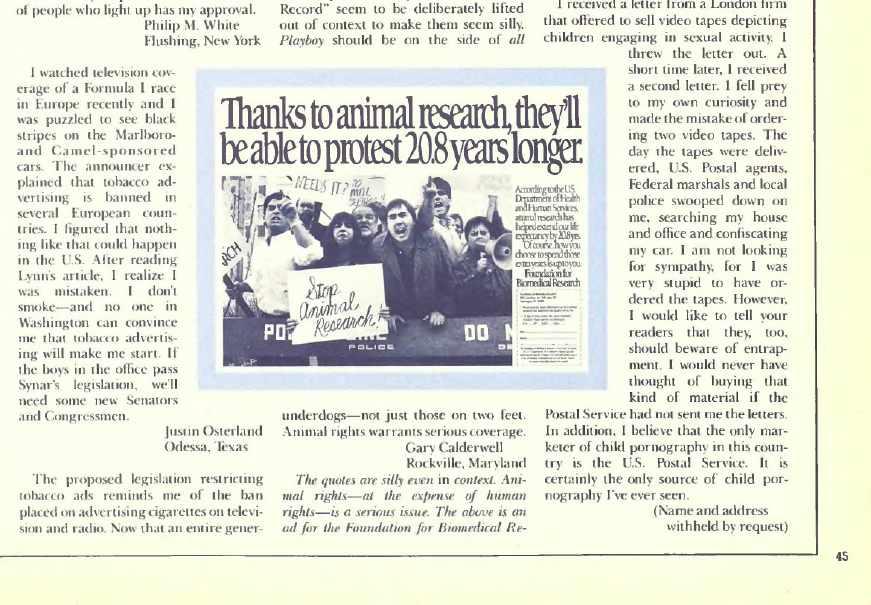 of people who light up has my approval.
Philip M. White
Flushing, New York
I watched television cov-
erage of a Formula I race
in Europe recently and I
was puzzled to see black
stripes on the Marlboro-
and Camel-sponsored
cars. The announcer ex-
plained that tobacco ad-
vertising is banned in
several European coun-
tries. I figured that noth-
ing like that could happen
in the U.S. After reading
Lynn's article, I realize I
was mistaken. I don't
smoke—and no one in
Washington can convince
me that tobacco advertis-
ing will make me start. If
the boys in the office pass
Synar's legislation, we'll
need some new Senators
and Congressmen.
Justin Osterland
Odessa, Texas
The proposed legislation restricting
tobacco ads reminds me of the ban
placed on advertising cigarettes on televi-
sion and radio. Now that an entire gener-
Record" seem to be deliberately lifted
out of context to make them seem silly.
Playboy should be on the side of all
Thanks to animal research, they'll
be able to protest 20.8 years longer.
NEEDS IT?
Stop
Animal
Research!
PO
POLICE
DO N
According to the U.S.
Department of Health
and Human Services,
animal research has
helped extend our life
expectancy by 20.8 yrs.
Of course, how you
choose to spend those
extra years is up to you.
Foundation for
Biomedical Research
underdogs—not just those on two feet.
Animal rights warrants serious coverage.
Gary Calderwell
Rockville, Maryland
The quotes are silly even in context. Ani-
mal rights—at the expense of human
rights—is a serious issue. The above is an
ad for the Foundation for Biomedical Re-
I received a letter from a London firm
that offered to sell video tapes depicting
children engaging in sexual activity. I
threw the letter out. A
short time later, I received
a second letter. I fell prey
to my own curiosity and
made the mistake of order-
ing two video tapes. The
day the tapes were deliv-
ered, U.S. Postal agents,
Federal marshals and local
police swooped down on
me, searching my house
and office and confiscating
my car. I am not looking
for sympathy, for I was
very stupid to have or-
dered the tapes. However,
I would like to tell your
readers that they, too,
should beware of entrap-
ment. I would never have
thought of buying that
kind of material if the
Postal Service had not sent me the letters.
In addition, I believe that the only mar-
keter of child pornography in this coun-
try is the U.S. Postal Service. It is
certainly the only source of child por-
nography I've ever seen.
(Name and address
withheld by request)
45